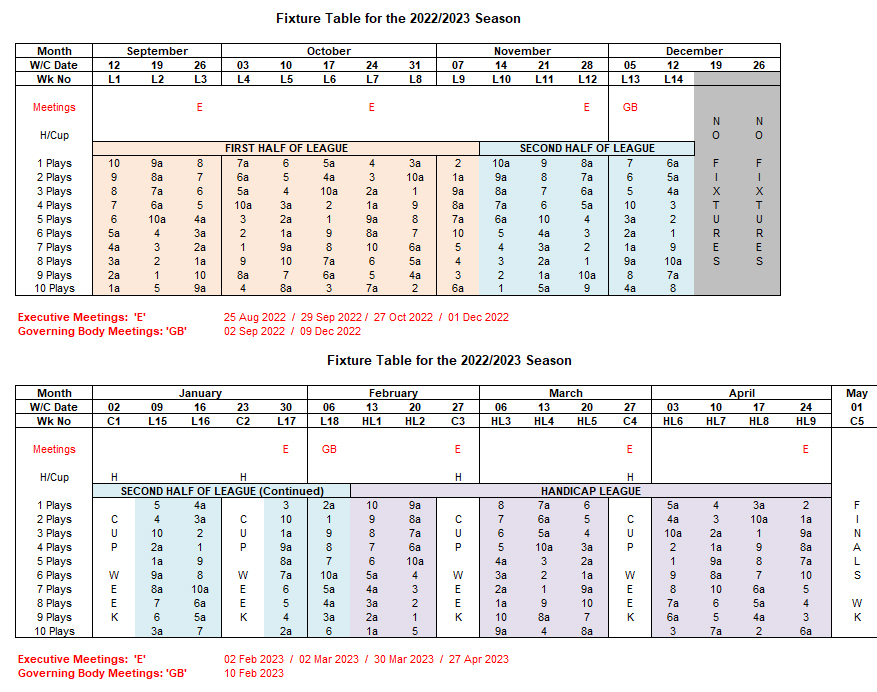 Fixture Table for the 2022/2023 Season
Month September October November December
W/C Date 12 19 26 03 10 17 24 31 07 14 21 28 05 12 19 26
Wk No L1 L2 L3 L4 L5 L6 L7 L8 L9 L10 L11 L12 L13 L14
Meetings E E E GB
N N
H/Cup O O
FIRST HALF OF LEAGUE SECOND HALF OF LEAGUE
1 Plays 10 9a 8 7a 6 5a 4 3a 2 10a 9 8a 7 6a F F
2 Plays 9 8a 7 6a 5 4a 3 10a 1a 9a 8 7a 6 5a I I
3 Plays 8 7a 6 5a 4 10a 2a 1 9a 8a 7 6a 5 4a X X
4 Plays 7 6a 5 10a 3a 2 1a 9 8a 7a 6 5a 10 3 T T
5 Plays 6 10a 4a 3 2a 1 9a 8 7a 6a 10 4 3a 2 U U
6 Plays 5a 4 3a 2 1a 9 8a 7 10 5 4a 3 2a 1 R R
7 Plays 4a 3 2a 1 9a 8 10 6a 5 4 3a 2 1a 9 E E
8 Plays 3a 2 1a 9 10 7a 6 5a 4 3 2a 1 9a 10a S S
9 Plays 2a 1 10 8a 7 6a 5 4a 3 2 1a 10a 8 7a
10 Plays 1a 5 9a 4 8a 3 7a 2 6a 1 5a 9 4a 8
Executive Meetings: 'E' 25 Aug 2022 / 29 Sep 2022 / 27 Oct 2022 / 01 Dec 2022
Governing Body Meetings: 'GB' 02 Sep 2022 / 09 Dec 2022
Fixture Table for the 2022/2023 Season
Month January February March April May
W/C Date 02 09 16 23 30 06 13 20 27 06 13 20 27 03 10 17 24 01
Wk No C1 L15 L16 C2 L17 L18 HL1 HL2 C3 HL3 HL4 HL5 C4 HL6 HL7 HL8 HL9 C5
Meetings E GB E E E
H/Cup H H H H
SECOND HALF OF LEAGUE (Continued) HANDICAP LEAGUE
1 Plays 5 4a 3 2a 10 9a 8 7a 6 5a 4 3a 2 F
2 Plays C 4 3a C 10 1 9 8a C 7 6a 5 C 4a 3 10a 1a I
3 Plays U 10 2 U 1a 9 8 7a U 6 5a 4 U 10a 2a 1 9a N
4 Plays P 2a 1 P 9a 8 7 6a P 5 10a 3a P 2 1a 9 8a A
5 Plays 1a 9 8a 7 6 10a 4a 3 2a 1 9a 8 7a L
6 Plays W 9a 8 W 7a 10a 5a 4 W 3a 2 1a W 9 8a 7 10 S
7 Plays E 8a 10a E 6 5a 4a 3 E 2a 1 9a E 8 10 6a 5
8 Plays E 7 6a E 5 4a 3a 2 E 1a 9 10 E 7a 6 5a 4 W
9 Plays K 6 5a K 4 3a 2a 1 K 10 8a 7 K 6a 5 4a 3 K
10 Plays 3a 7 2a 6 1a 5 9a 4 8a 3 7a 2 6a
Executive Meetings: 'E' 02 Feb 2023 / 02 Mar 2023 / 30 Mar 2023 / 27 Apr 2023
Governing Body Meetings: 'GB' 10 Feb 2023